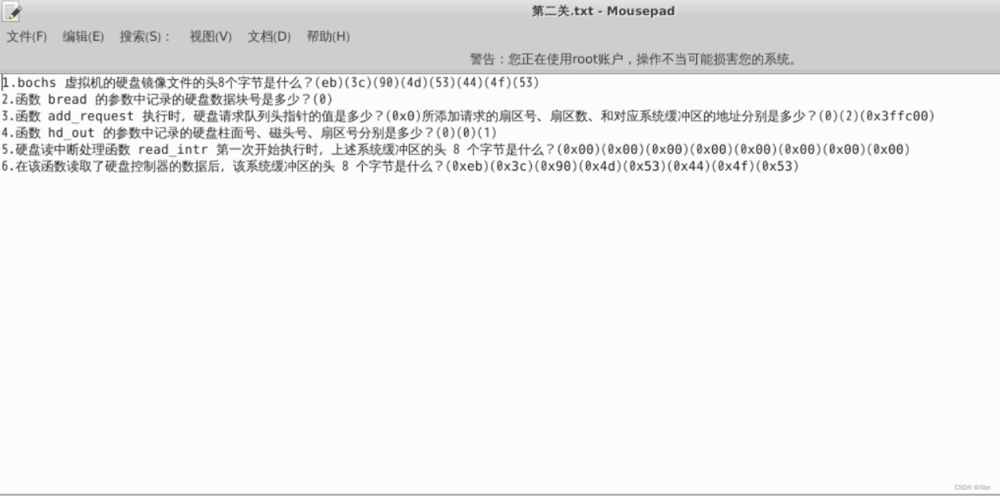 第二关.txt - Mousepad
文件(F) 编辑(E) 搜索(S)： 视图(V) 文档(D) 帮助(H)
警告：您正在使用root账户，操作不当可能损害您的系统。
1.bochs 虚拟机的硬盘镜像文件的头8个字节是什么？(eb)(3c)(90)(4d)(53)(44)(4f)(53)
2.函数 bread 的参数中记录的硬盘数据块号是多少？(0)
3.函数 add_request 执行时，硬盘请求队列头指针的值是多少？(0x0)所添加请求的扇区号、扇区数、和对应系统缓冲区的地址分别是多少？(0)(2)(0x3ffc00)
4.函数 hd_out 的参数中记录的硬盘柱面号、磁头号、扇区号分别是多少？(0)(0)(1)
5.硬盘读中断处理函数 read_intr 第一次开始执行时，上述系统缓冲区的头 8 个字节是什么？(0x00)(0x00)(0x00)(0x00)(0x00)(0x00)(0x00)(0x00)
6.在该函数读取了硬盘控制器的数据后，该系统缓冲区的头 8 个字节是什么？(0xeb)(0x3c)(0x90)(0x4d)(0x53)(0x44)(0x4f)(0x53)
CSDN @Xbn